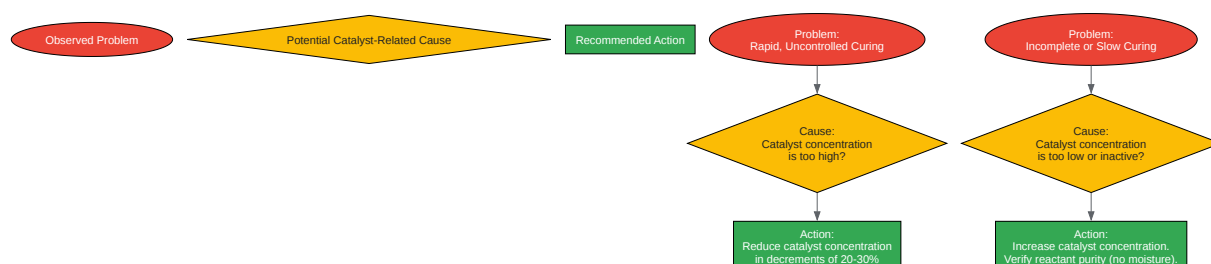 Observed Problem
Potential Catalyst-Related Cause
Recommended Action
Problem:
Rapid, Uncontrolled Curing
Cause:
Catalyst concentration
is too high?
Action:
Reduce catalyst concentration
in decrements of 20-30%
Problem:
Incomplete or Slow Curing
Cause:
Catalyst concentration
is too low or inactive?
Action:
Increase catalyst concentration.
Verify reactant purity (no moisture).